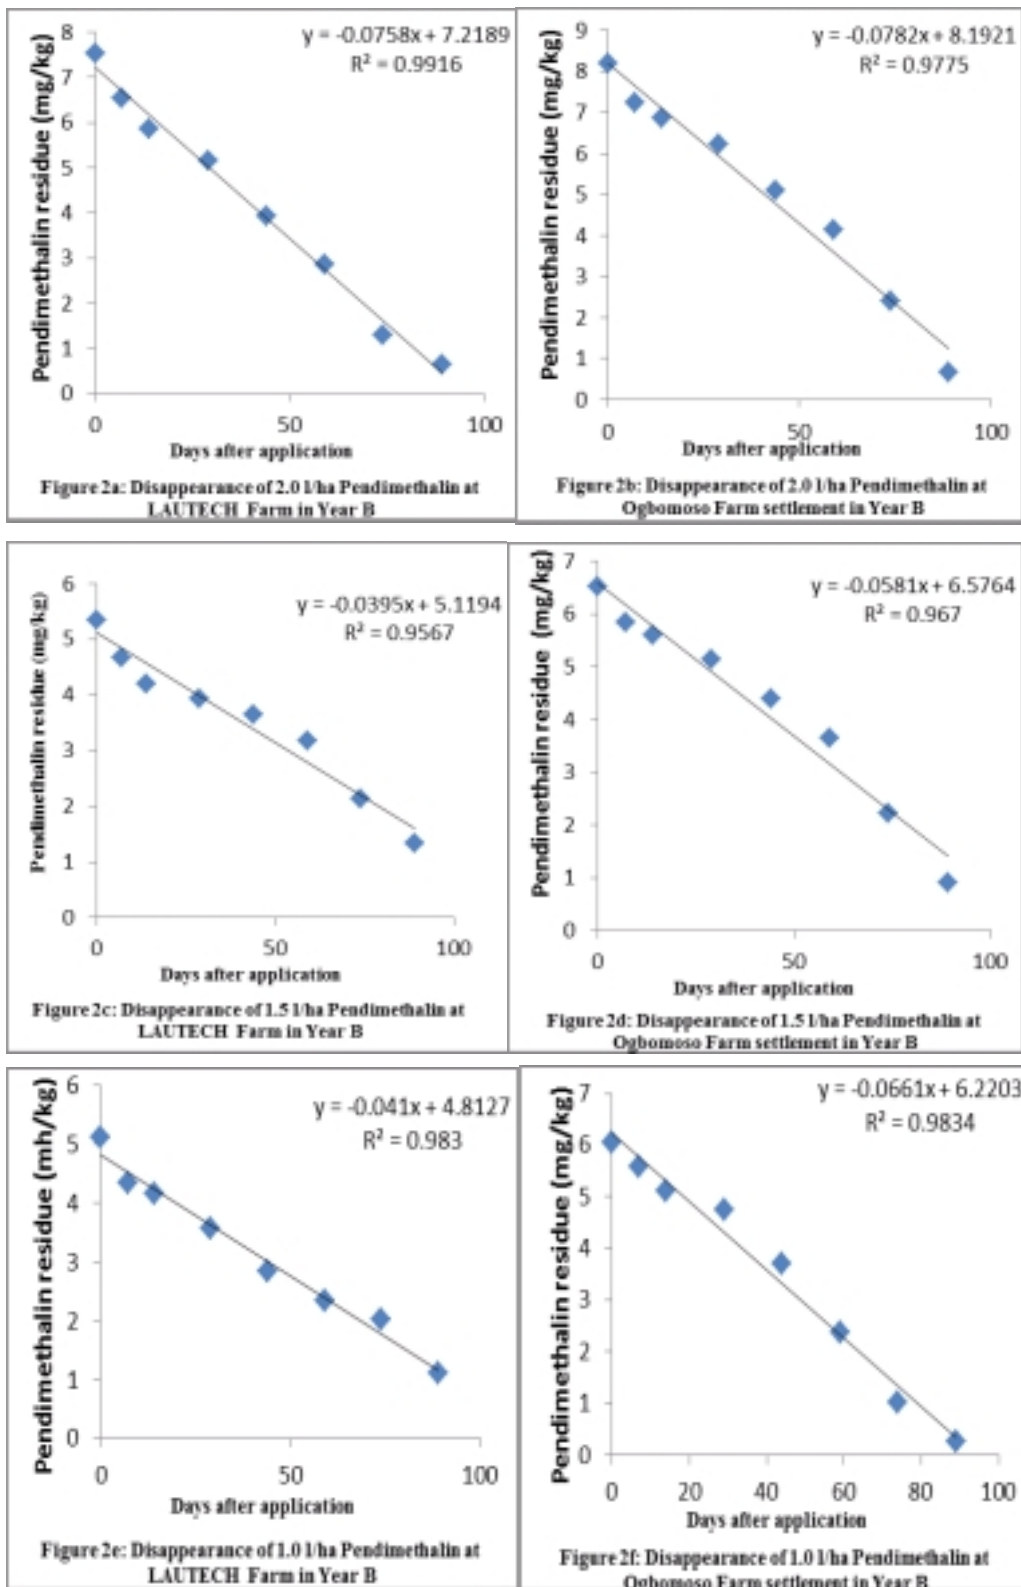 y = -0.0758x + 7.2189
R² = 0.9916
Pendimethalin residue (mg/kg)
8
7
6
5
4
3
2
1
0
0 50 100
Days after application
Figure 2a: Disappearance of 2.0 l/ha Pendimethalin at
LAUTECH Farm in Year B
y = -0.0782x + 8.1921
R² = 0.9775
Pendimethalin residue (mg/kg)
9
8
7
6
5
4
3
2
1
0
0 50 100
Days after application
Figure 2b: Disappearance of 2.0 l/ha Pendimethalin at
Ogbomoso Farm settlement in Year B
y = -0.0395x + 5.1194
R² = 0.9567
Pendimethalin residue (mg/kg)
6
5
4
3
2
1
0
0 50 100
Days after application
Figure 2c: Disappearance of 1.5 l/ha Pendimethalin at
LAUTECH Farm in Year B
y = -0.0581x + 6.5764
R² = 0.967
Pendimethalin residue (mg/kg)
7
6
5
4
3
2
1
0
0 50 100
Days after application
Figure 2d: Disappearance of 1.5 l/ha Pendimethalin at
Ogbomoso Farm settlement in Year B
y = -0.041x + 4.8127
R² = 0.983
Pendimethalin residue (mh/kg)
6
5
4
3
2
1
0
0 50 100
Days after application
Figure 2e: Disappearance of 1.0 l/ha Pendimethalin at
LAUTECH Farm in Year B
y = -0.0661x + 6.2203
R² = 0.9834
Pendimethalin residue (mg/kg)
7
6
5
4
3
2
1
0
0 20 40 60 80 100
Days after application
Figure 2f: Disappearance of 1.0 l/ha Pendimethalin at
Ogbomoso Farm settlement in Year B